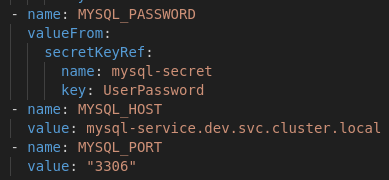 - name: MYSQL_PASSWORD
  valueFrom:
    secretKeyRef:
      name: mysql-secret
      key: UserPassword
- name: MYSQL_HOST
  value: mysql-service.dev.svc.cluster.local
- name: MYSQL_PORT
  value: "3306"